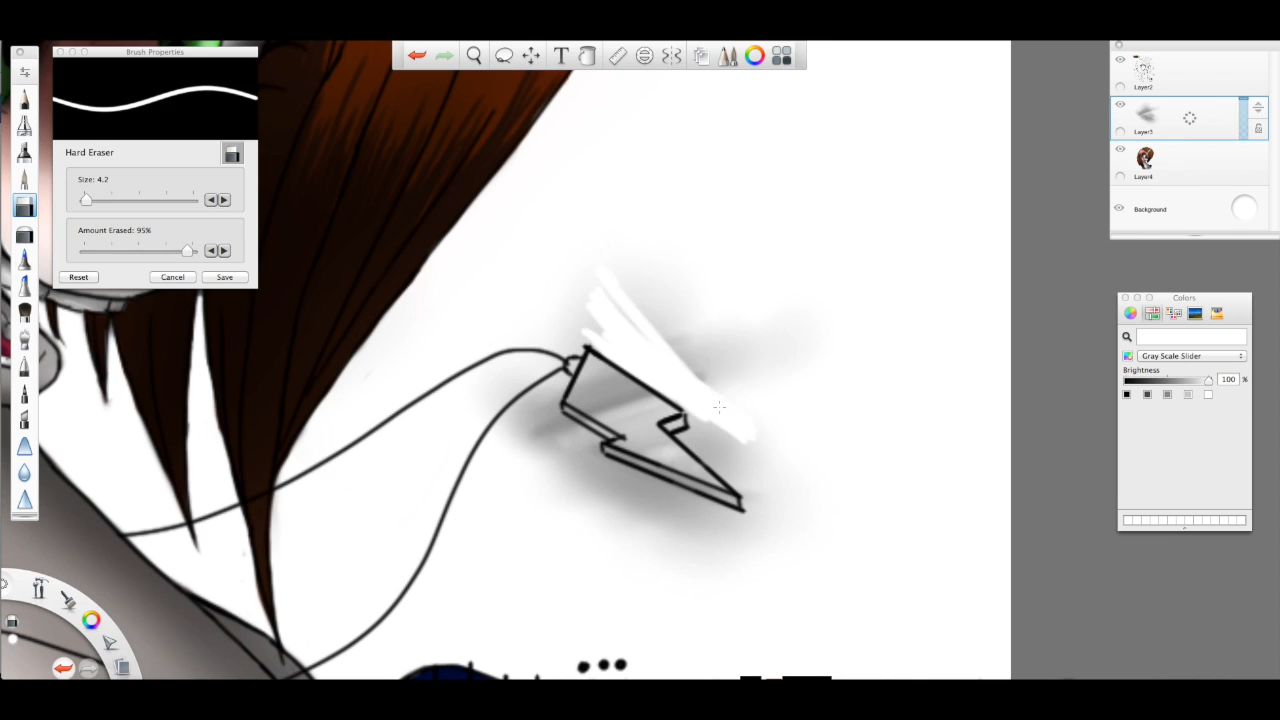 Brush Properties
Hard Eraser
Size: 4.2
Amount Erased: 95%
Reset Cancel Save
T
Layer2
Layer3
Layer4
Background
Colors
Gray Scale Slider
Brightness
100 %